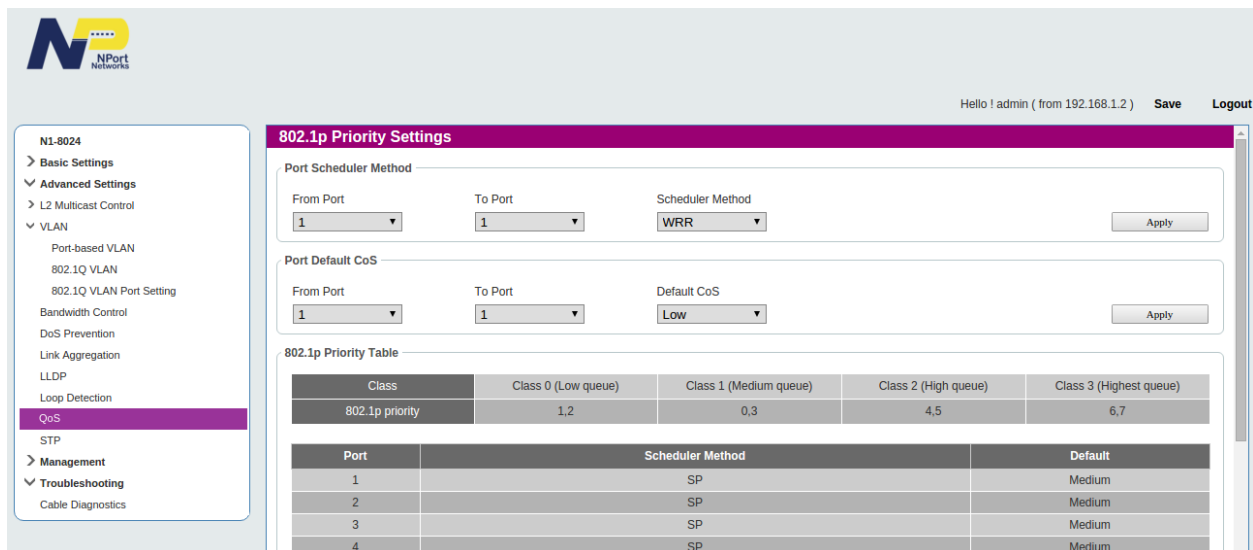 NPort
Networks
Hello ! admin ( from 192.168.1.2 ) Save Logout
N1-8024
Basic Settings
Advanced Settings
L2 Multicast Control
VLAN
Port-based VLAN
802.1Q VLAN
802.1Q VLAN Port Setting
Bandwidth Control
DoS Prevention
Link Aggregation
LLDP
Loop Detection
QoS
STP
Management
Troubleshooting
Cable Diagnostics
802.1p Priority Settings
Port Scheduler Method
From Port To Port Scheduler Method
1 1 WRR Apply
Port Default CoS
From Port To Port Default CoS
1 1 Low Apply
802.1p Priority Table
Class Class 0 (Low queue) Class 1 (Medium queue) Class 2 (High queue) Class 3 (Highest queue)
802.1p priority 1,2 0,3 4,5 6,7
Port Scheduler Method Default
1 SP Medium
2 SP Medium
3 SP Medium
4 SP Medium